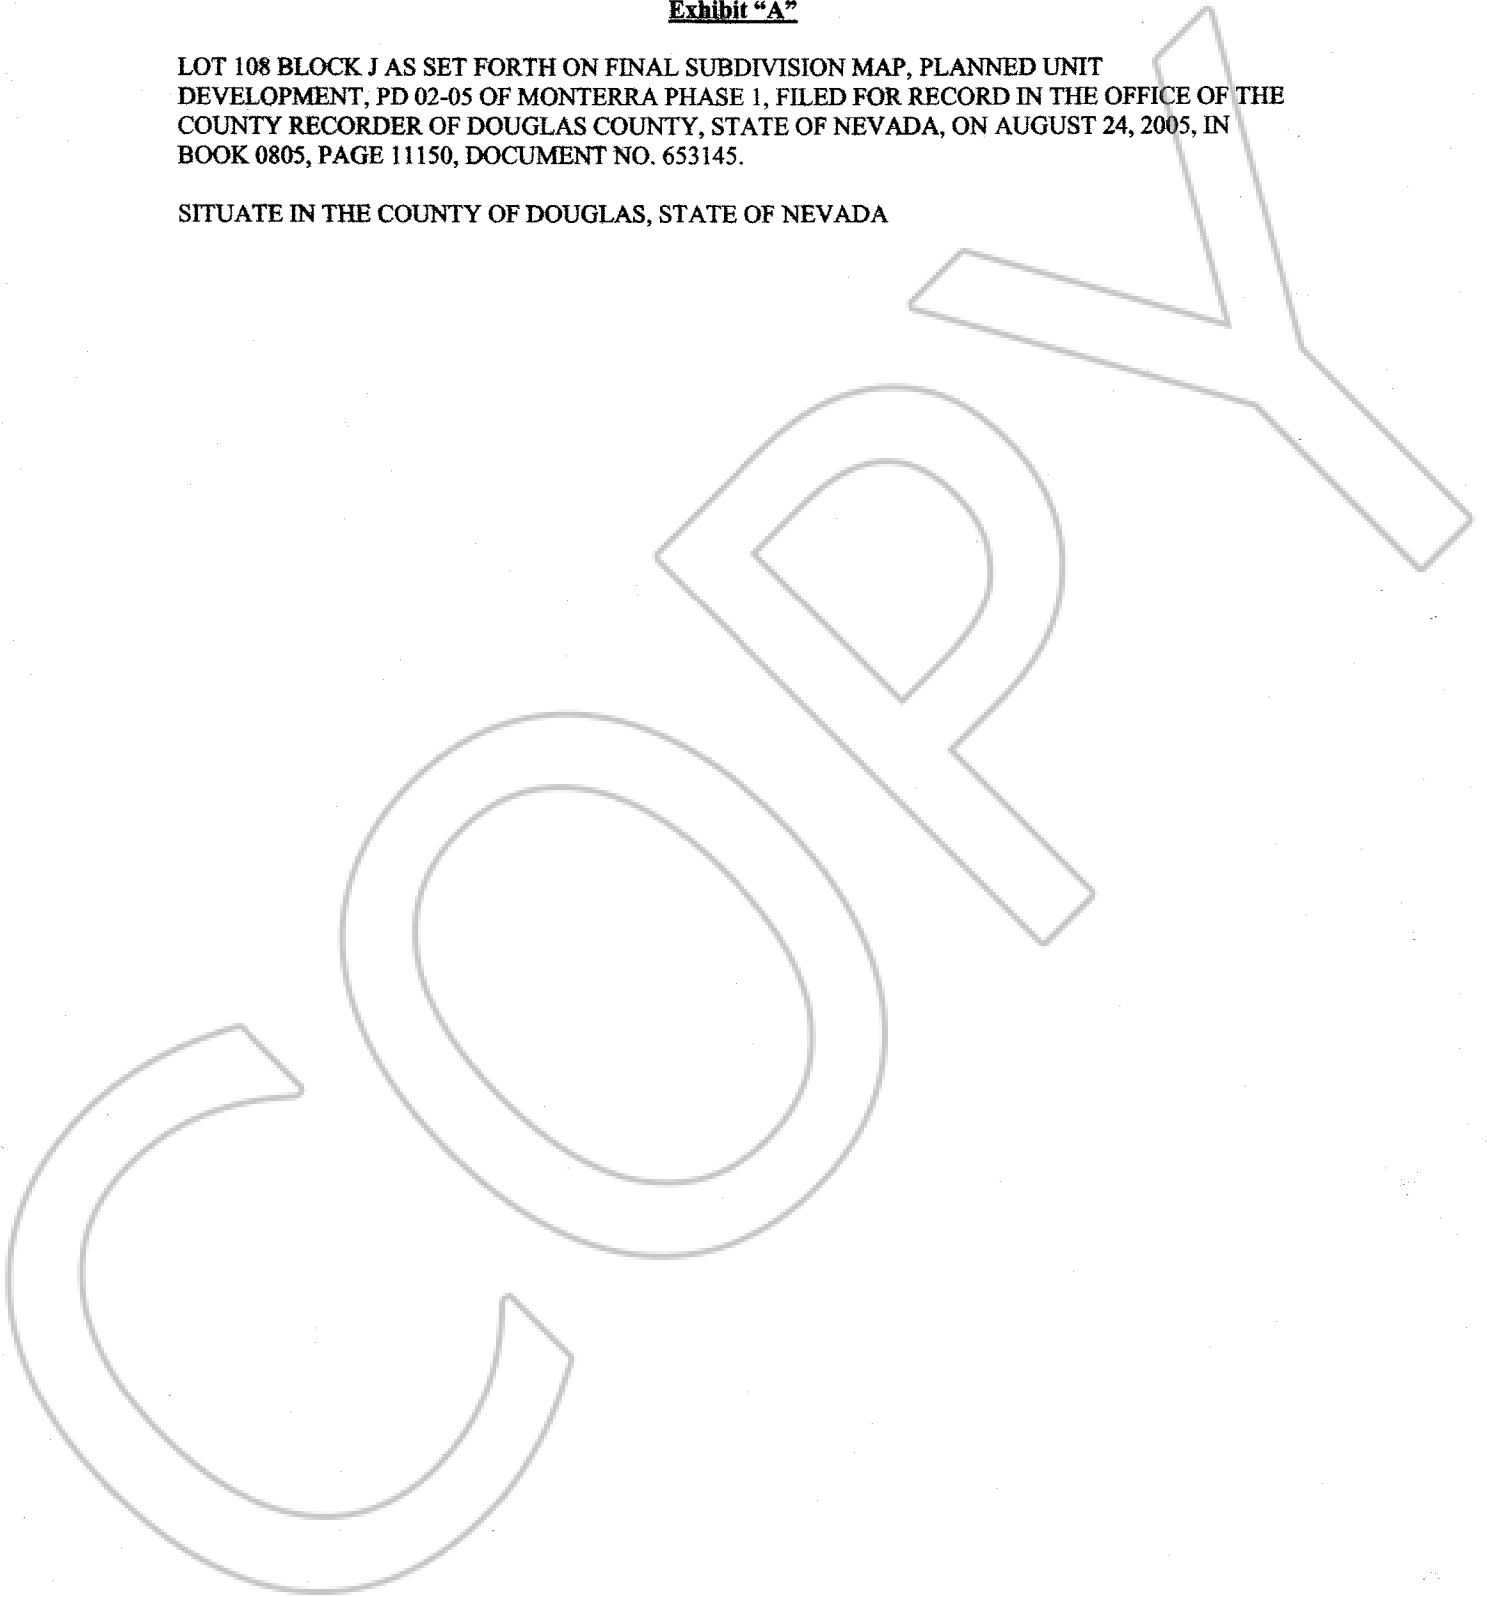 Exhibit “A”
LOT 108 BLOCK J AS SET FORTH ON FINAL SUBDIVISION MAP, PLANNED UNIT
DEVELOPMENT, PD 02-05 OF MONTERRA PHASE 1, FILED FOR RECORD IN THE OFFICE OF THE
COUNTY RECORDER OF DOUGLAS COUNTY, STATE OF NEVADA, ON AUGUST 24, 2005, IN
BOOK 0805, PAGE 11150, DOCUMENT NO. 653145.
SITUATE IN THE COUNTY OF DOUGLAS, STATE OF NEVADA
COPY